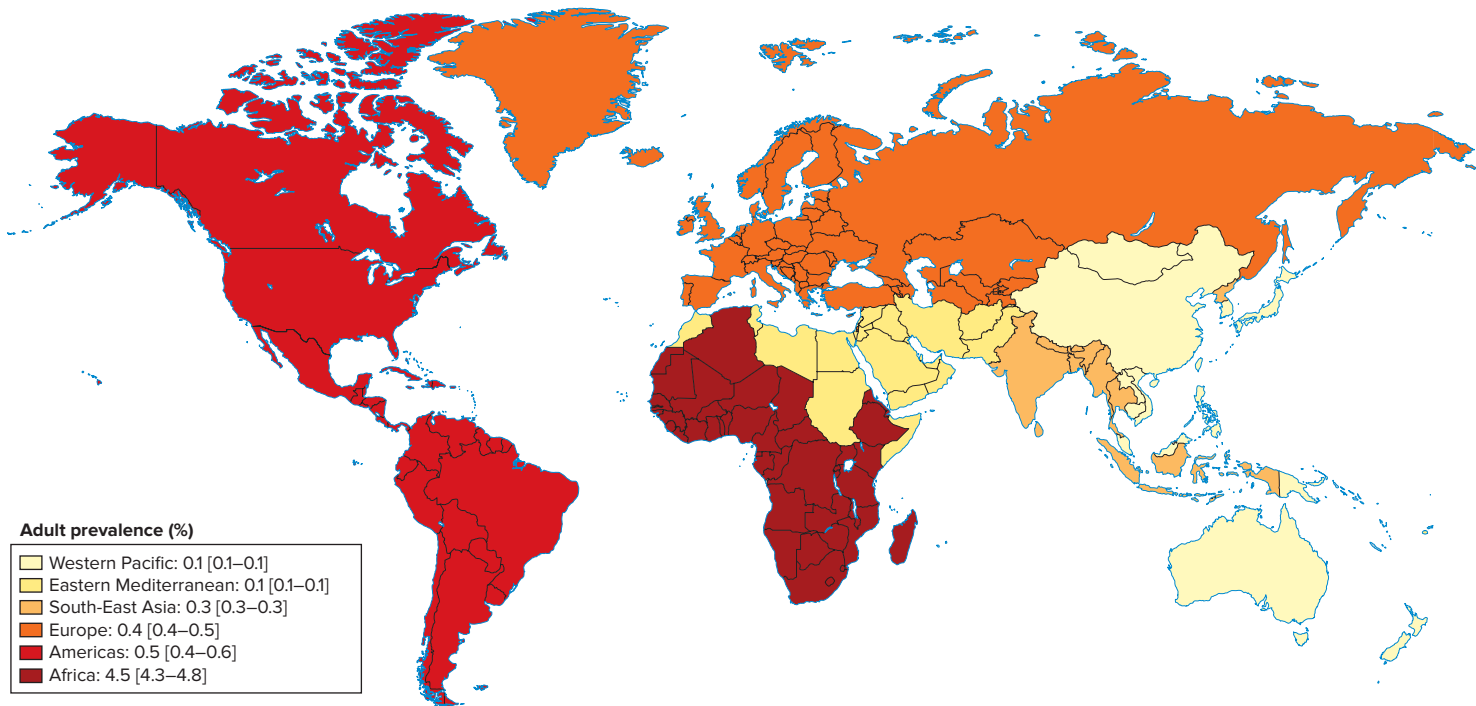 Adult prevalence (%)
Western Pacific: 0.1 [0.1–0.1]
Eastern Mediterranean: 0.1 [0.1–0.1]
South-East Asia: 0.3 [0.3–0.3]
Europe: 0.4 [0.4–0.5]
Americas: 0.5 [0.4–0.6]
Africa: 4.5 [4.3–4.8]